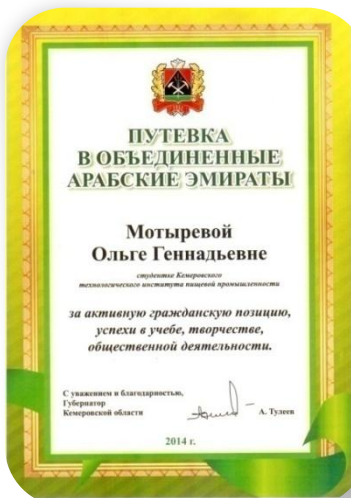 ПУТЕВКА
В ОБЪЕДИНЕННЫЕ
АРАБСКИЕ ЭМИРАТЫ
Мотыревой
Ольге Геннадьевне
студентке Кемеровского
технологического института пищевой промышленности
за активную гражданскую позицию,
успехи в учебе, творчестве,
общественной деятельности.
С уважением и благодарностью,
Губернатор
Кемеровской области А. Тулеев
2014 г.